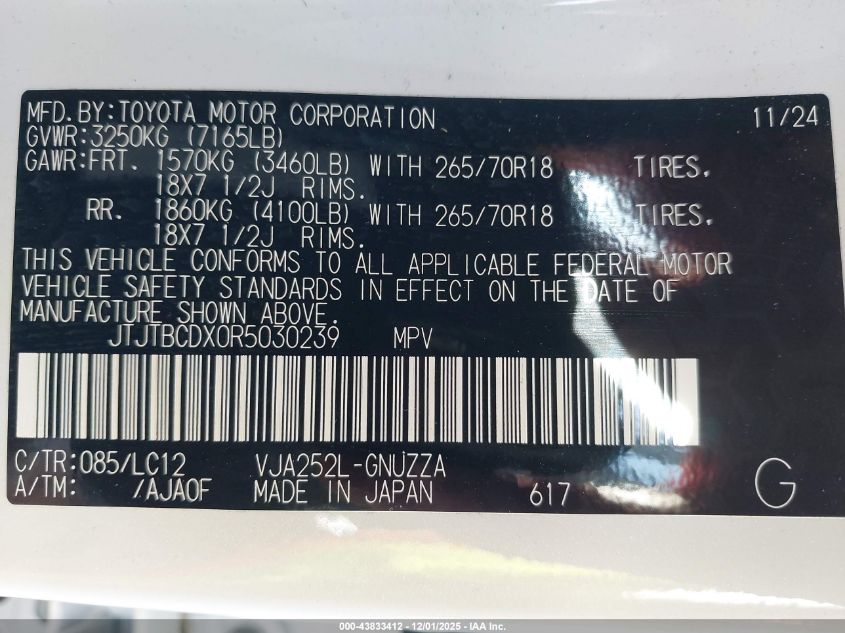 MFD.BY:TOYOTA MOTOR CORPORATION 11/24
GVWR:3250KG (7165LB)
GAWR:FRT. 1570KG (3460LB) WITH 265/70R18 TIRES.
18X7 1/2J RIMS.
RR. 1860KG (4100LB) WITH 265/70R18 TIRES.
18X7 1/2J RIMS.
THIS VEHICLE CONFORMS TO ALL APPLICABLE FEDERAL MOTOR
VEHICLE SAFETY STANDARDS IN EFFECT ON THE DATE OF
MANUFACTURE SHOWN ABOVE.
JTJTBCDX0R5030239 MPV
C/TR:085/LC12 VJA252L-GNUZZA
A/TM: /AJA0F MADE IN JAPAN 617 G
000-43833412 - 12/01/2025 - IAA Inc.